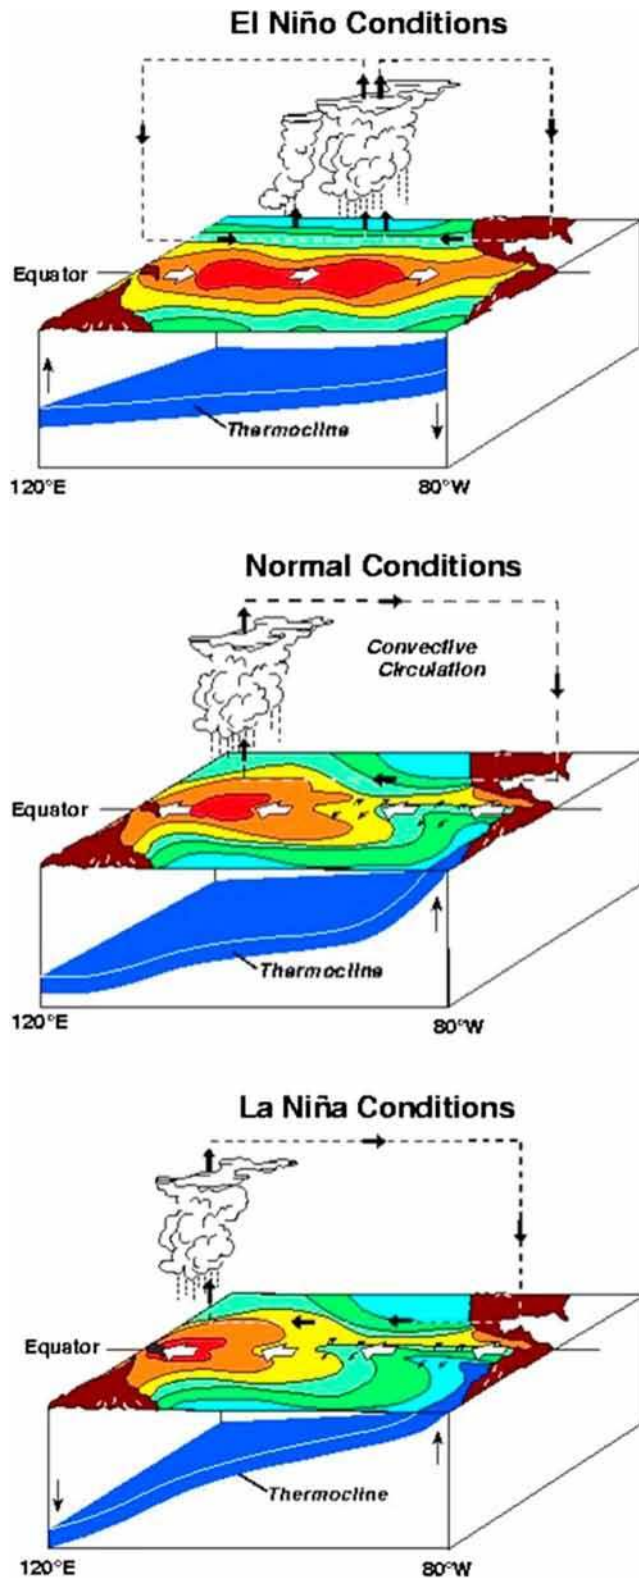 El Niño Conditions
Equator
Thermocline
120°E
80°W
Normal Conditions
Convective
Circulation
Equator
Thermocline
120°E
80°W
La Niña Conditions
Equator
Thermocline
120°E
80°W